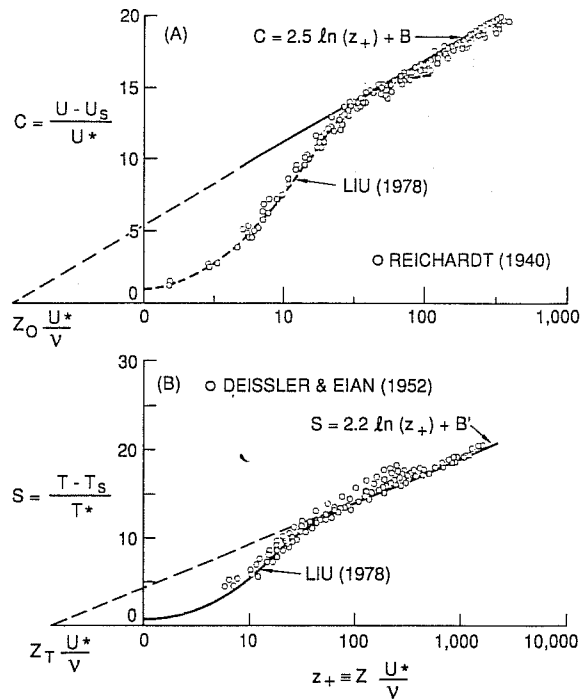 20
(A)
C = 2.5 ℓn (z+) + B
15
C = U - US / U*
10
LIU (1978)
5
REICHARDT (1940)
0
ZO U*/ν
0 10 100 1,000
30
(B)
DEISSLER & EIAN (1952)
S = 2.2 ℓn (z+) + B'
20
S = T - TS / T*
10
LIU (1978)
0
ZT U*/ν
0 10 100 1,000 10,000
z+ ≡ Z U*/ν